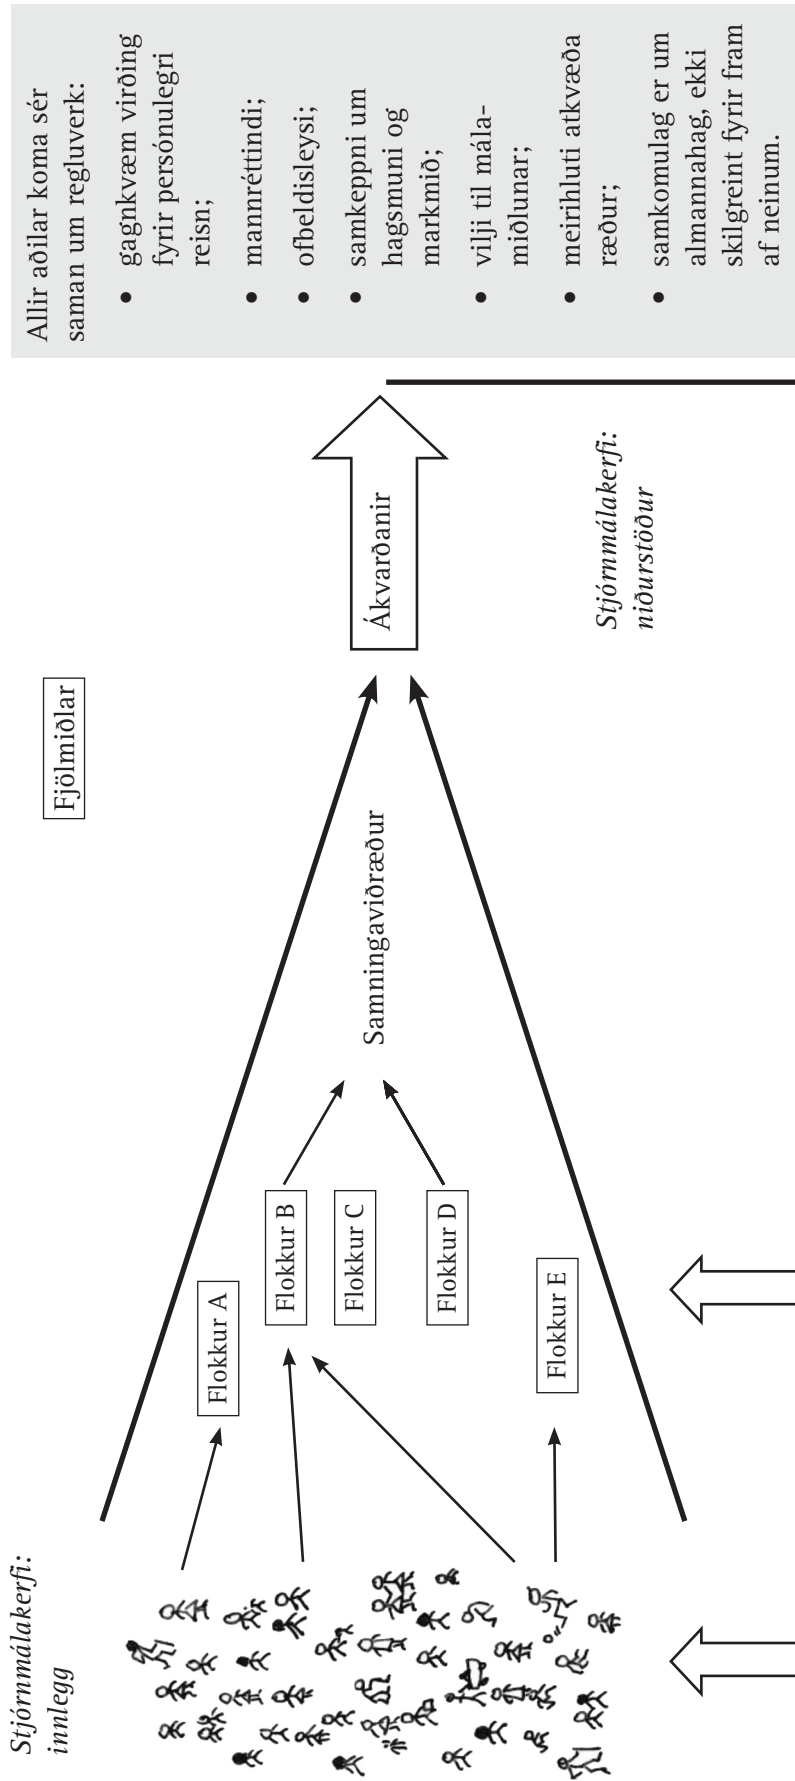 Stjórnmálakerfi:
innlegg
Fjölmiðlar
Flokkur A
Flokkur B
Flokkur C
Flokkur D
Flokkur E
Samningaviðræður
Ákvarðanir
Stjórnmálakerfi:
niðurstöður
Allir aðilar koma sér
saman um regluverk:
• gagnkvæm virðing
fyrir persónulegri
reisn;
• mannréttindi;
• ofbeldisleysi;
• samkeppni um
hagsmuni og
markmið;
• vilji til mála-
miðlunar;
• meirihluti atkvæða
ræður;
• samkomulag er um
almannahag, ekki
skilgreint fyrir fram
af neinum.